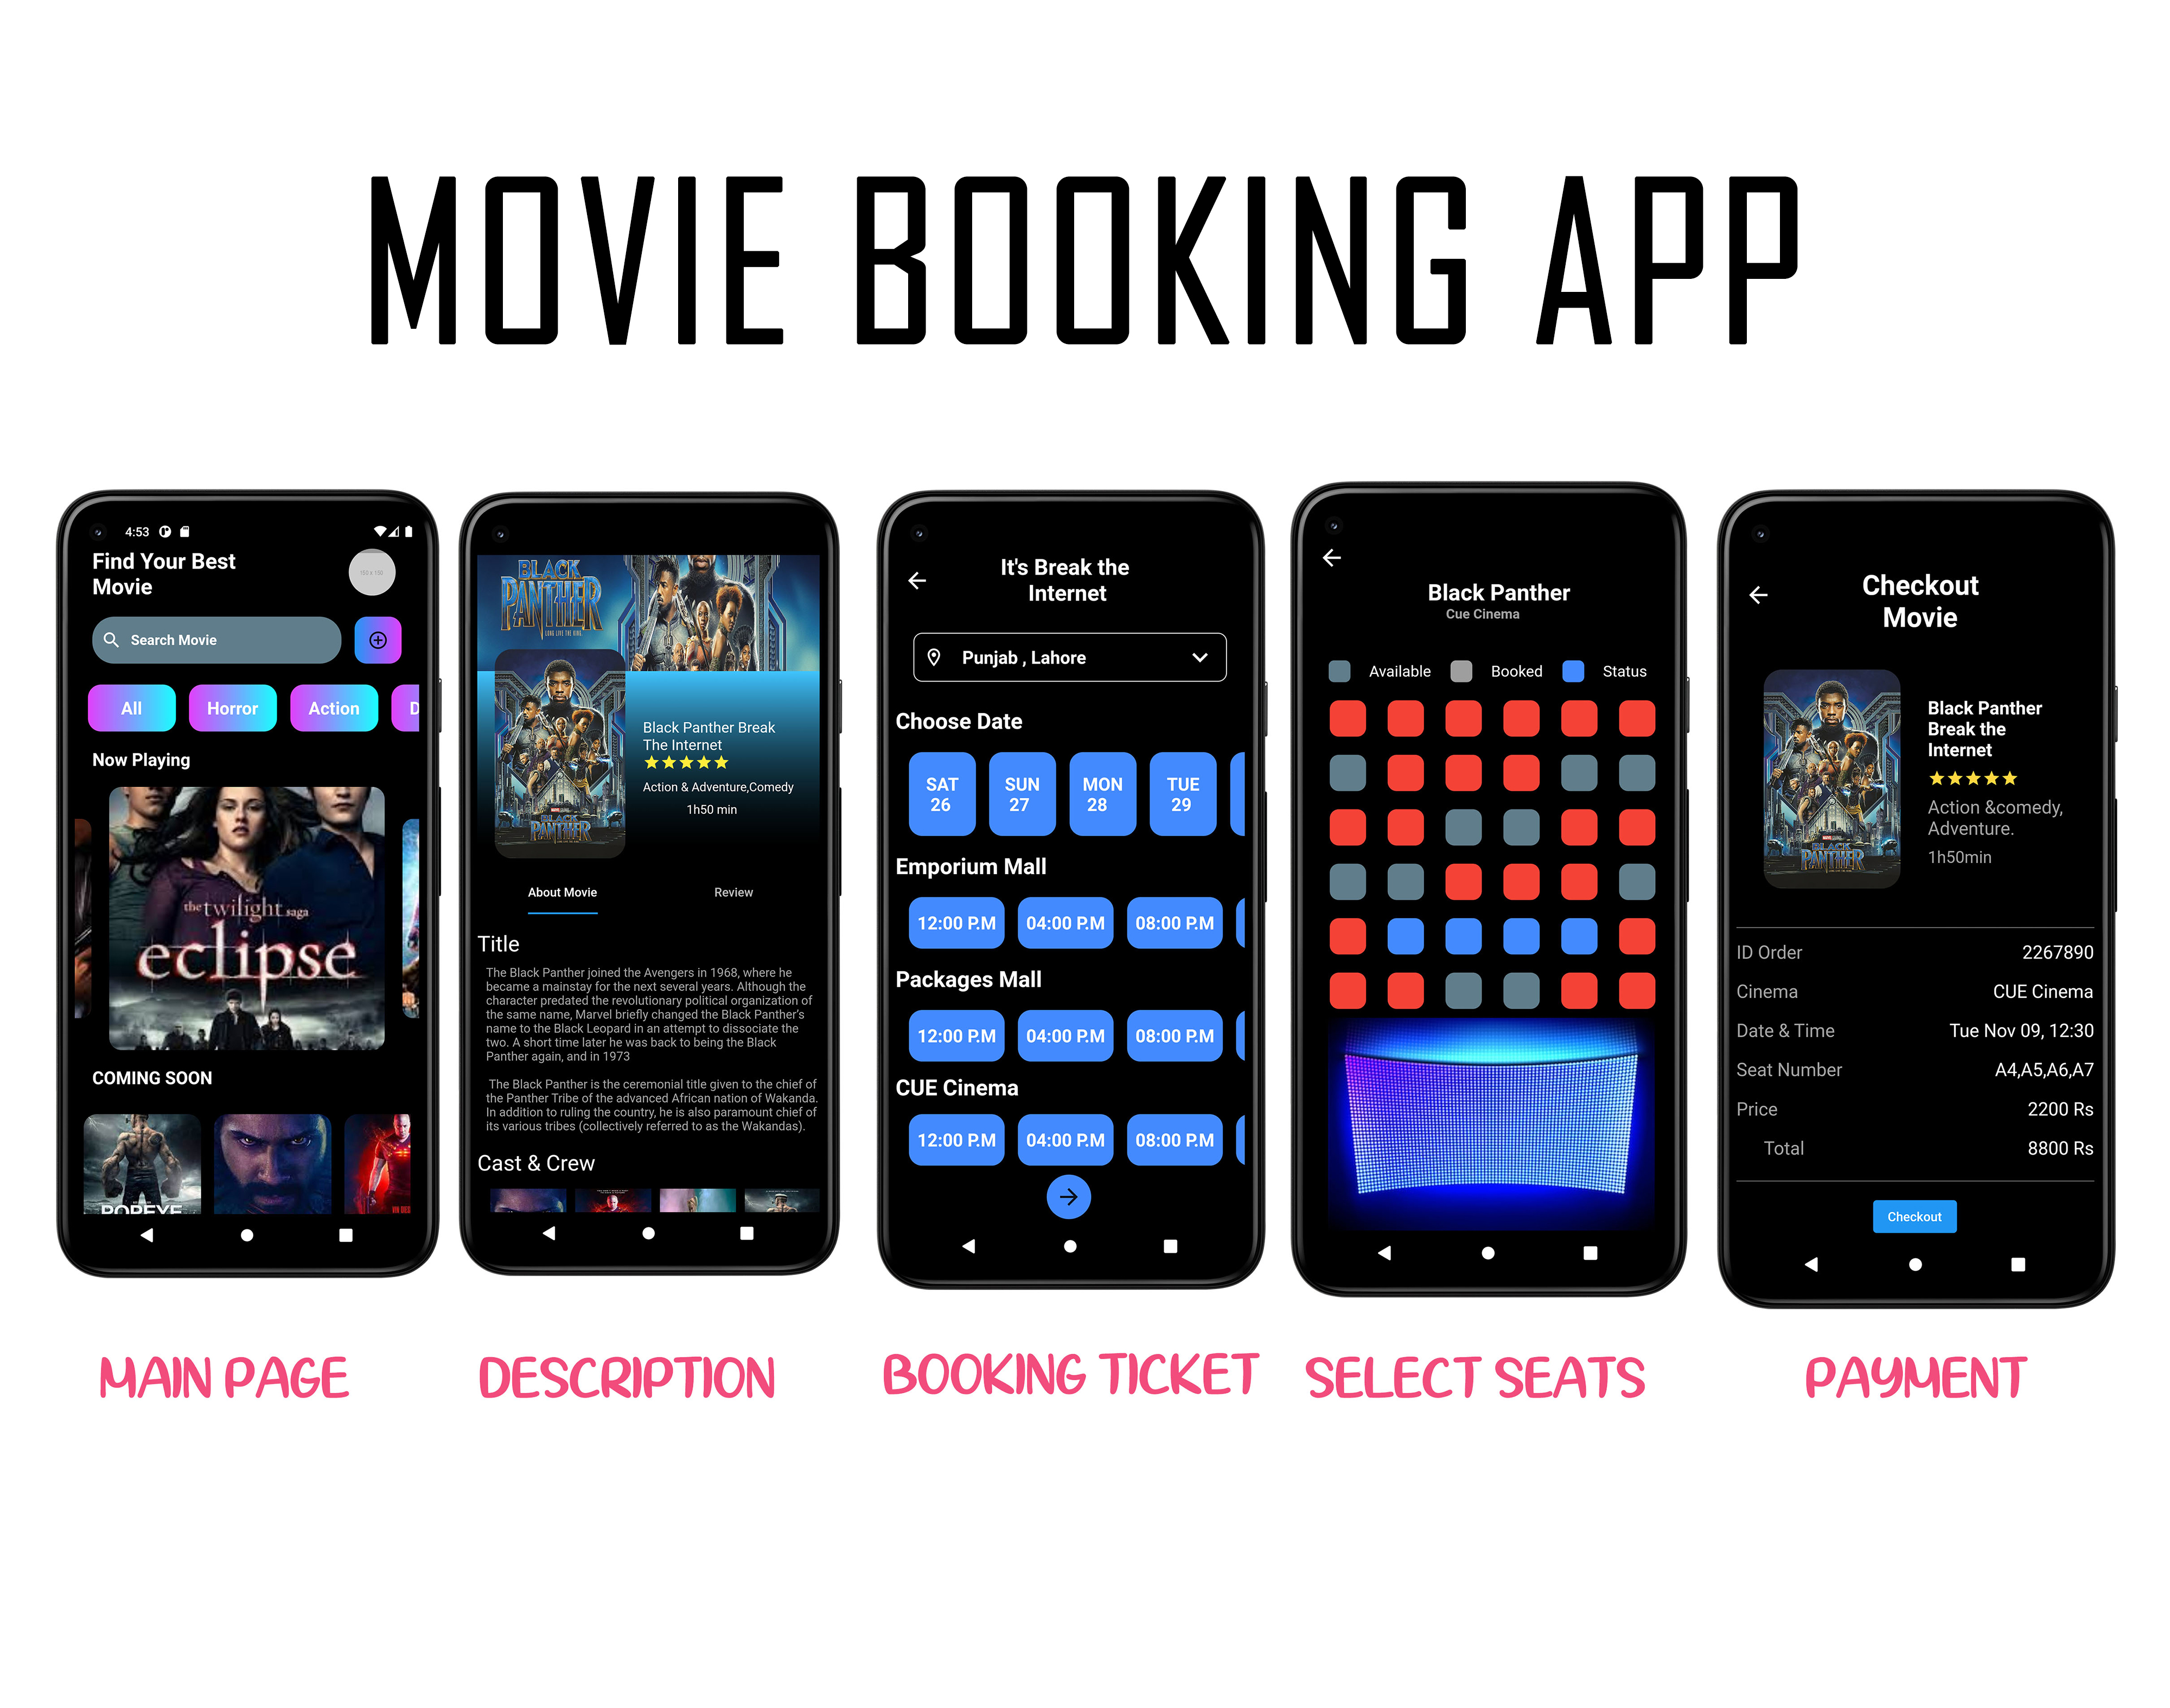 MOVIE BOOKING APP
4:53
Find Your Best
Movie
Search Movie
All
Horror
Action
D
Now Playing
the twilight saga
eclipse
COMING SOON
POPEYE
VIN DIES
BLACK
PANTHER
LONG LIVE THE KING
BLACK
PANTHER
Black Panther Break
The Internet
Action & Adventure,Comedy
1h50 min
About Movie
Review
Title
The Black Panther joined the Avengers in 1968, where he
became a mainstay for the next several years. Although the
character predated the revolutionary political organization of
the same name, Marvel briefly changed the Black Panther's
name to the Black Leopard in an attempt to dissociate the
two. A short time later he was back to being the Black
Panther again, and in 1973
The Black Panther is the ceremonial title given to the chief of
the Panther Tribe of the advanced African nation of Wakanda.
In addition to ruling the country, he is also paramount chief of
its various tribes (collectively referred to as the Wakandas).
Cast & Crew
It's Break the
Internet
Punjab , Lahore
Choose Date
SAT
26
SUN
27
MON
28
TUE
29
Emporium Mall
12:00 P.M
04:00 P.M
08:00 P.M
Packages Mall
12:00 P.M
04:00 P.M
08:00 P.M
CUE Cinema
12:00 P.M
04:00 P.M
08:00 P.M
Black Panther
Cue Cinema
Available
Booked
Status
Checkout
Movie
BLACK
PANTHER
Black Panther
Break the
Internet
Action &comedy,
Adventure.
1h50min
ID Order 2267890
Cinema CUE Cinema
Date & Time Tue Nov 09, 12:30
Seat Number A4,A5,A6,A7
Price 2200 Rs
Total 8800 Rs
Checkout
MAIN PAGE
DESCRIPTION
BOOKING TICKET
SELECT SEATS
PAYMENT